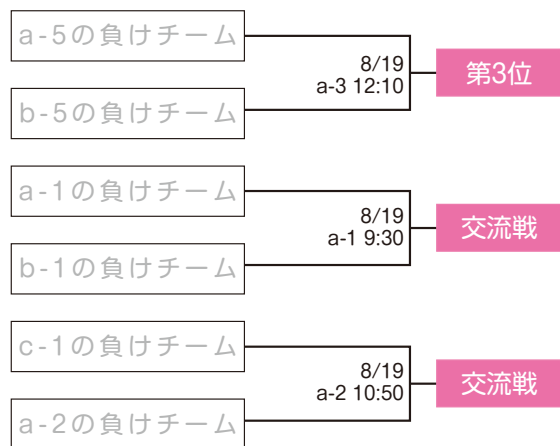 a-5の負けチーム
b-5の負けチーム
8/19
a-3 12:10
第3位
a-1の負けチーム
b-1の負けチーム
8/19
a-1 9:30
交流戦
c-1の負けチーム
a-2の負けチーム
8/19
a-2 10:50
交流戦